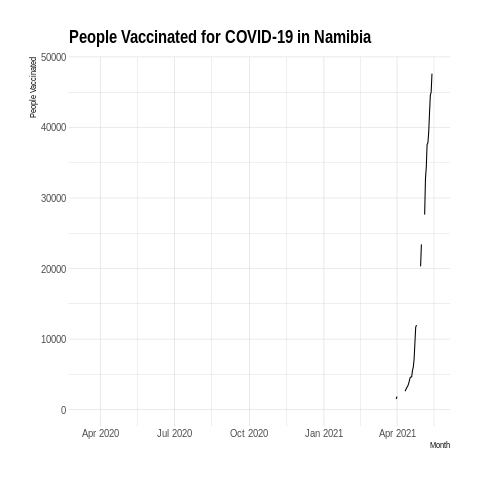 People Vaccinated for COVID-19 in Namibia
People Vaccinated
50000
40000
30000
20000
10000
0
Apr 2020 Jul 2020 Oct 2020 Jan 2021 Apr 2021
Month